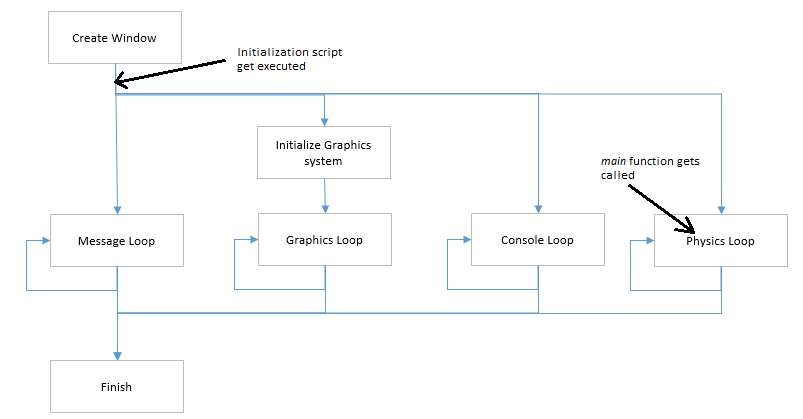 Create Window
Initialization script
get executed
Initialize Graphics
system
main function gets
called
Message Loop
Graphics Loop
Console Loop
Physics Loop
Finish